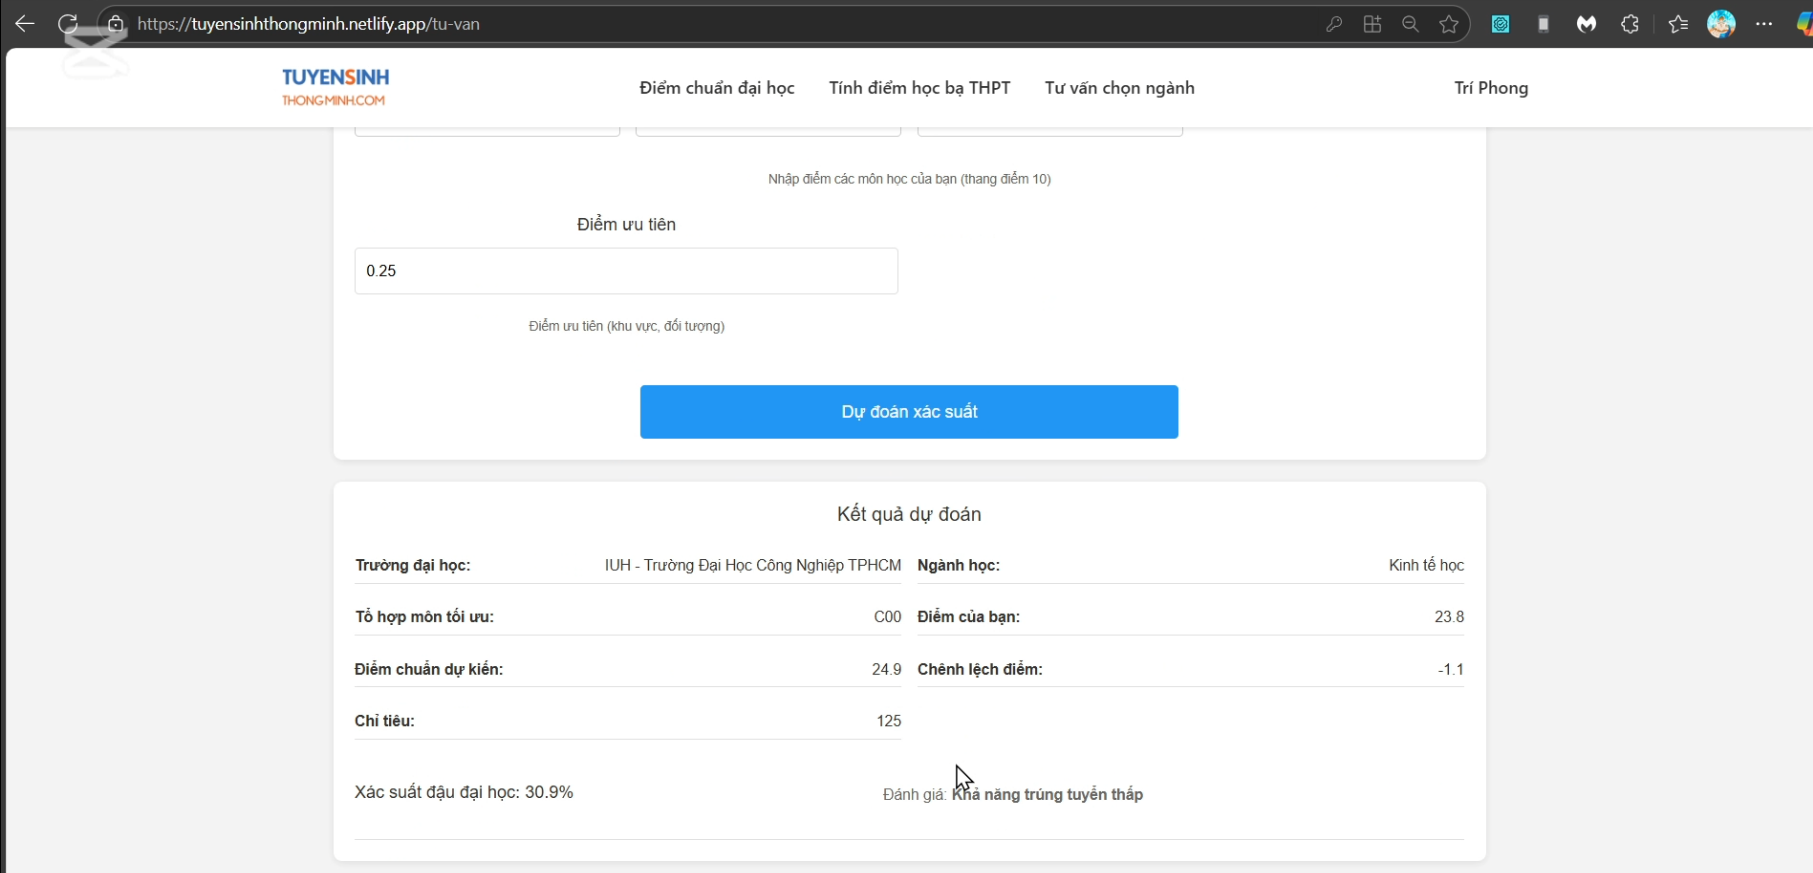 https://tuyensinhthongminh.netlify.app/tu-van
TUYENSINH
THONGMINH.COM
Điểm chuẩn đại học
Tính điểm học bạ THPT
Tư vấn chọn ngành
Trí Phong
Nhập điểm các môn học của bạn (thang điểm 10)
Điểm ưu tiên
0.25
Điểm ưu tiên (khu vực, đối tượng)
Dự đoán xác suất
Kết quả dự đoán
Trường đại học: IUH - Trường Đại Học Công Nghiệp TPHCM
Ngành học: Kinh tế học
Tổ hợp môn tối ưu: C00
Điểm của bạn: 23.8
Điểm chuẩn dự kiến: 24.9
Chênh lệch điểm: -1.1
Chỉ tiêu: 125
Xác suất đậu đại học: 30.9%
Đánh giá: Khả năng trúng tuyển thấp